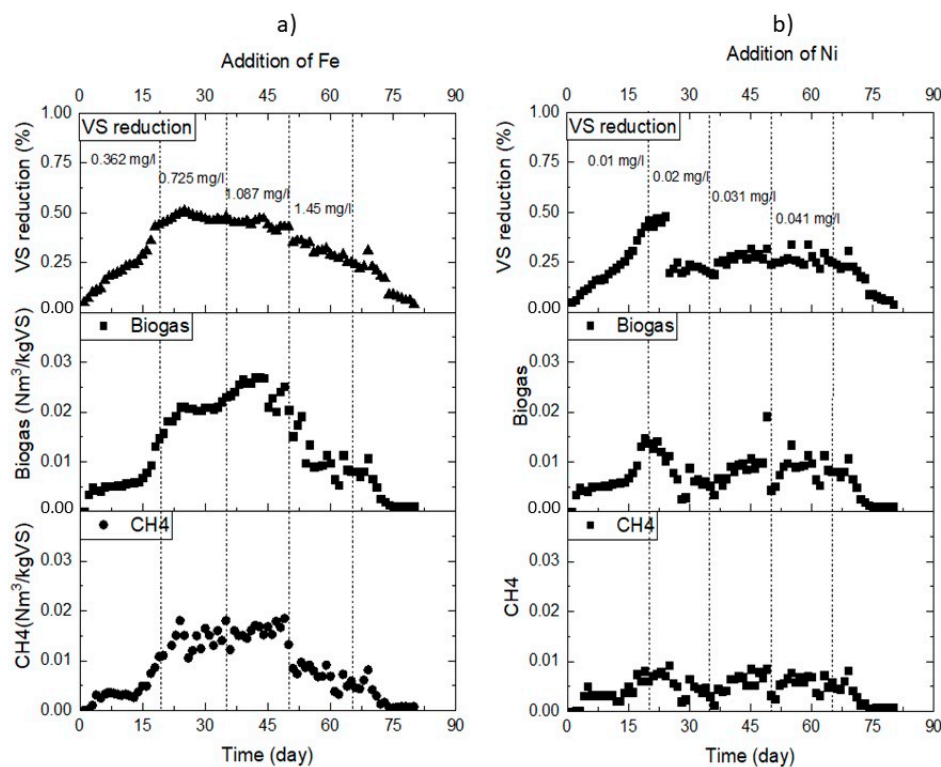 a)
Addition of Fe
0 15 30 45 60 75 90
1.00
0.75
0.50
0.25
0.00
VS reduction (%)
VS reduction
0.362 mg/l
0.725 mg/l
1.087 mg/l
1.45 mg/l
0.03
0.02
0.01
0.00
Biogas (Nm³/kgVS)
Biogas
0.03
0.02
0.01
0.00
CH4(Nm³/kgVS)
CH4
0 15 30 45 60 75 90
Time (day)
b)
Addition of Ni
0 15 30 45 60 75 90
1.00
0.75
0.50
0.25
0.00
VS reduction (%)
VS reduction
0.01 mg/l
0.02 mg/l
0.031 mg/l
0.041 mg/l
0.03
0.02
0.01
0.00
Biogas
Biogas
0.03
0.02
0.01
0.00
CH4
CH4
0 15 30 45 60 75 90
Time (day)